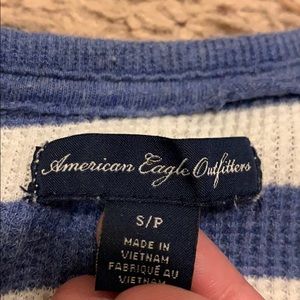 American Eagle Outfitters
S/P
MADE IN
VIETNAM
FABRIQUÉ AU
VIETNAM